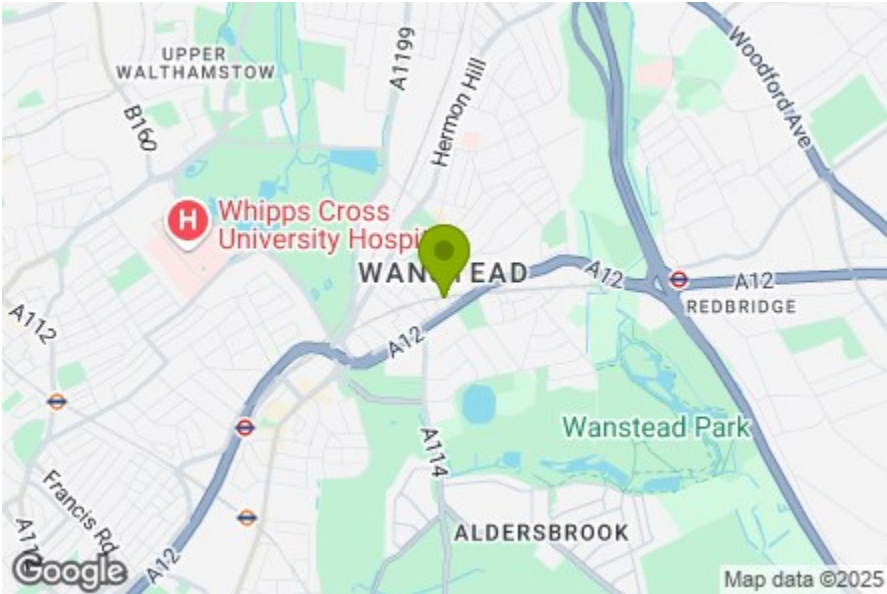 UPPER
WALTHAMSTOW
A1199
Woodford Ave
B160
Hermon Hill
H
Whipps Cross
University Hospit
WANSTEAD
A12
A12
REDBRIDGE
A112
A12
Wanstead Park
A114
Francis Rd
ALDERSBROOK
A12
Google
Map data ©2025